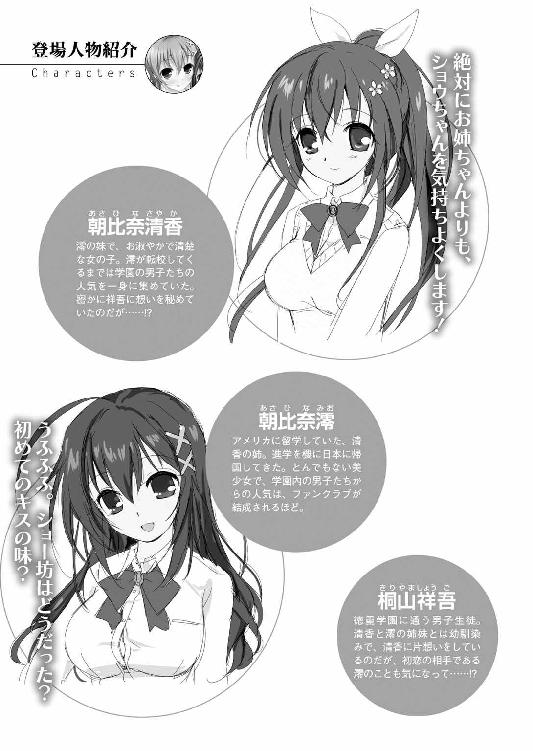 登場人物紹介
Characters
絶対にお姉ちゃんよりも、
ショウちゃんを気持ちよくします!
あさひなさやか
朝比奈清香
澪の妹で、お淑やかで清楚
な女の子。澪が転校してく
るまでは学園の男子たちの
人気を一身に集めていた。
密かに祥吾に想いを秘めて
いたのだが……!?
あさひなみお
朝比奈澪
アメリカに留学していた、清
香の姉。進学を機に日本に帰
国してきた。とんでもない美
少女で、学園内の男子たちか
らの人気は、ファンクラブが
結成されるほど。
うふふふ。ショー坊はどうだった?
初めてのキスの味?
きりやましょうご
桐山祥吾
徳重学園に通う男子生徒。
清香と澪の姉妹とは幼馴染
みで、清香に片想いをしている
のだが、初恋の相手である
澪のことも気になって……!?